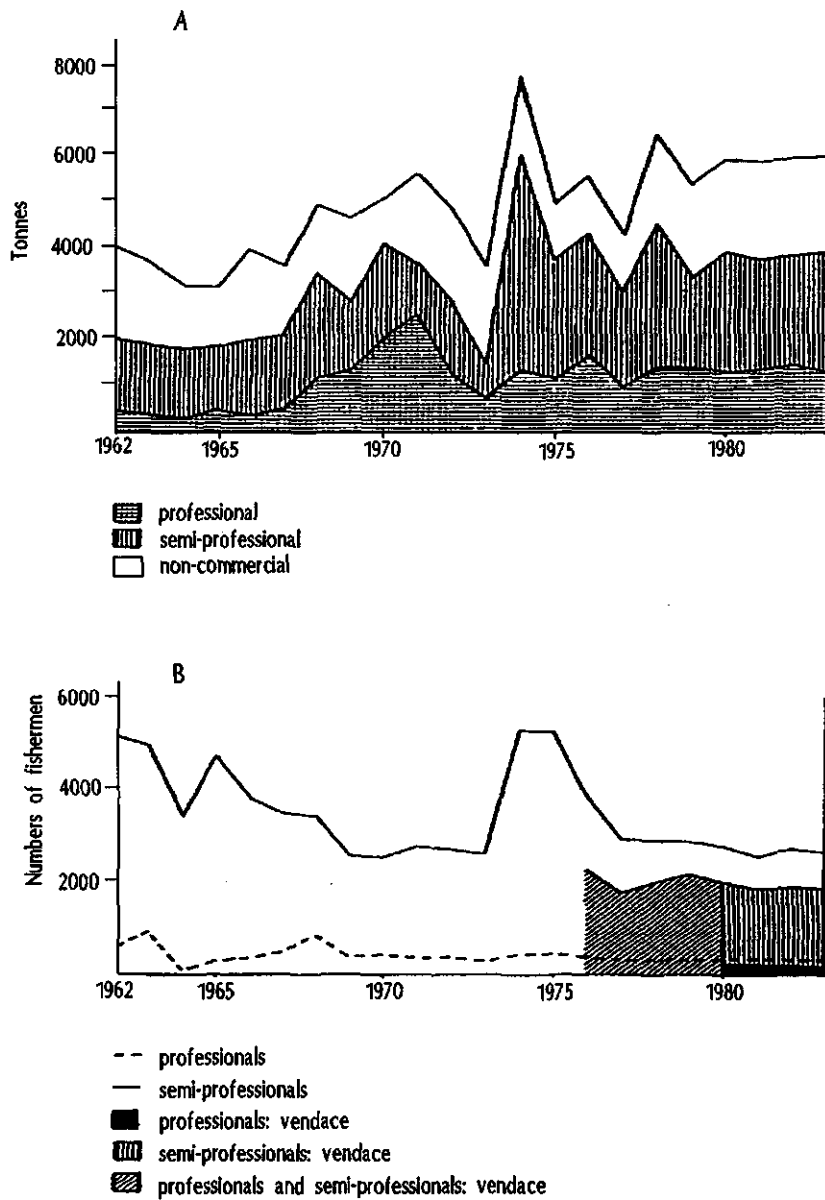 A
Tonnes
8000
6000
4000
2000
1962 1965 1970 1975 1980
professional
semi-professional
non-commercial
B
Numbers of fishermen
6000
4000
2000
1962 1965 1970 1975 1980
professionals
semi-professionals
professionals: vendace
semi-professionals: vendace
professionals and semi-professionals: vendace